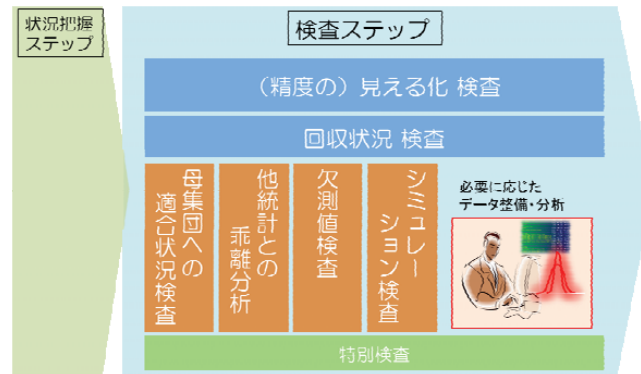 状況把握
ステップ
検査ステップ
（精度の）見える化 検査
回収状況 検査
母集団への
適合状況検査
他統計との
乖離分析
欠測値検査
シミュレー
ション検査
必要に応じた
データ整備・分析
特別検査